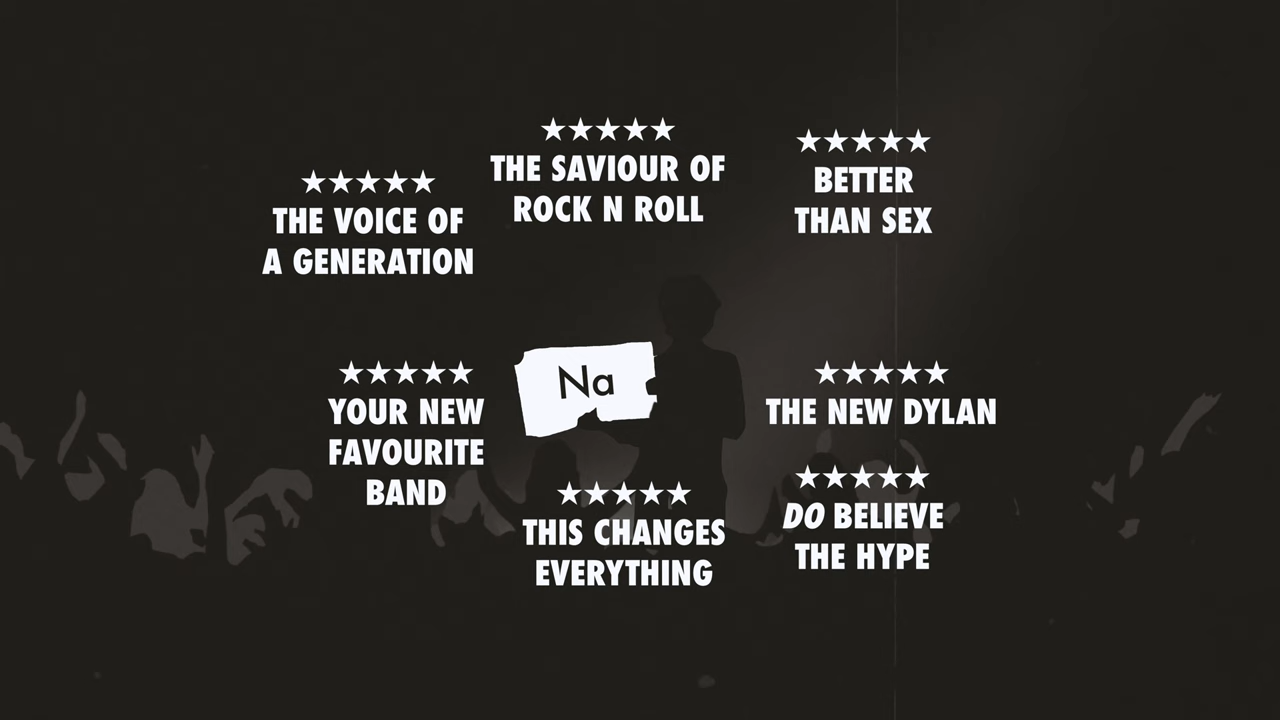 ★★★★★
THE VOICE OF
A GENERATION
★★★★★
THE SAVIOUR OF
ROCK N ROLL
★★★★★
BETTER
THAN SEX
★★★★★
YOUR NEW
FAVOURITE
BAND
Na
★★★★★
THE NEW DYLAN
★★★★★
THIS CHANGES
EVERYTHING
★★★★★
DO BELIEVE
THE HYPE